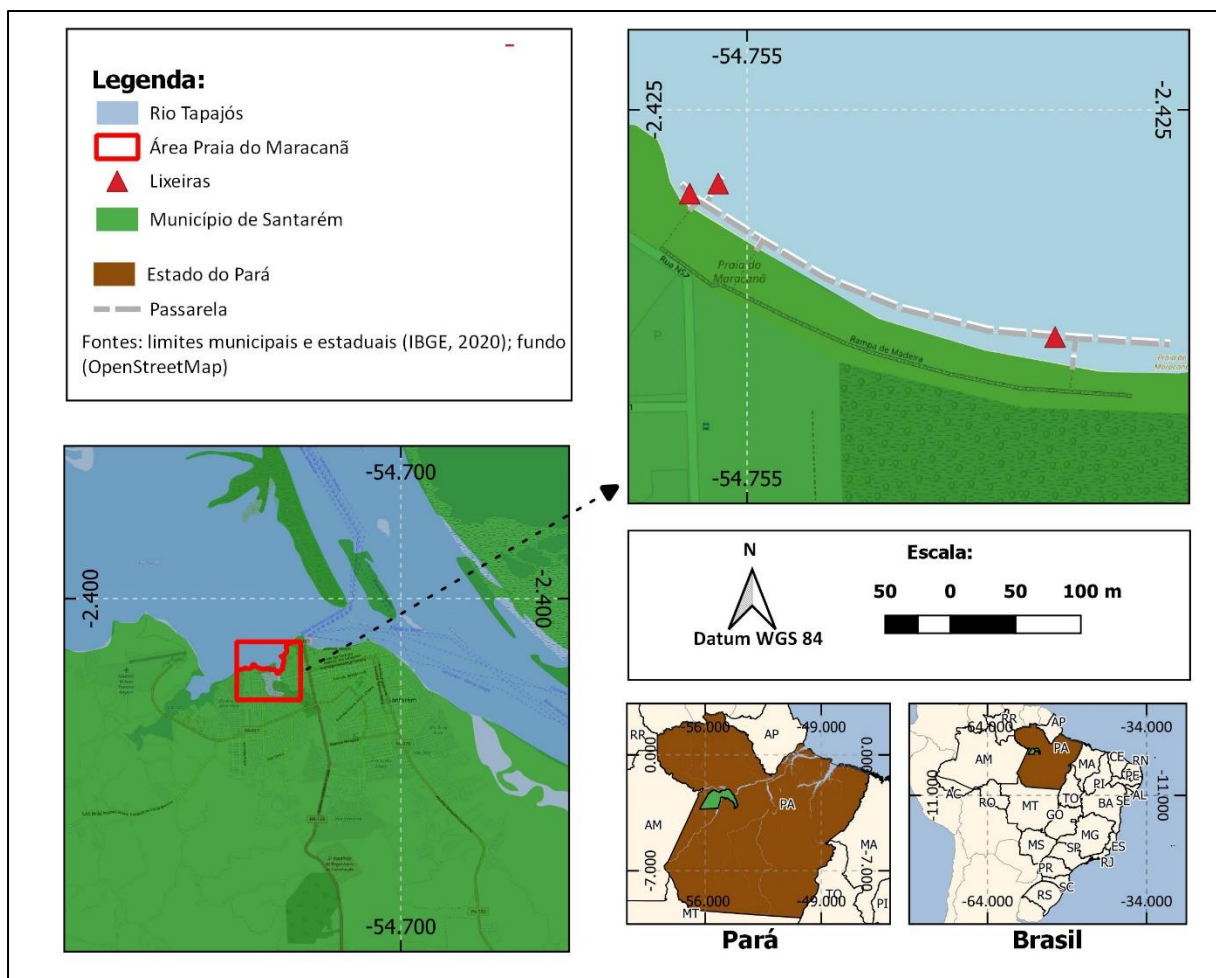 Legenda:
Rio Tapajós
Área Praia do Maracanã
Lixeiras
Município de Santarém
Estado do Pará
Passarela
Fontes: limites municipais e estaduais (IBGE, 2020); fundo
(OpenStreetMap)
-54.755
-2.425
-2.425
Rua NS2
Praia do
Maracanã
P
Rampa de Madeira
Praia do
Maracanã
-54.755
-54.700
-2.400
-2.400
Santarém
-54.700
N
Datum WGS 84
Escala:
50 0 50 100 m
-56.000
-49.000
RR
AP
0.000
0.000
AM
PA
MA
-7.000
-7.000
TO
PI
MT
-56.000
-49.000
Pará
-64.000
-34.000
RR
AP
AM
PA
MA
CE
RN
PE
PI
AL
AC
-11.000
RO
MT
TO
BA
SE
-11.000
GO
MG
MS
SP
ES
RJ
PR
SC
RS
-64.000
-34.000
Brasil